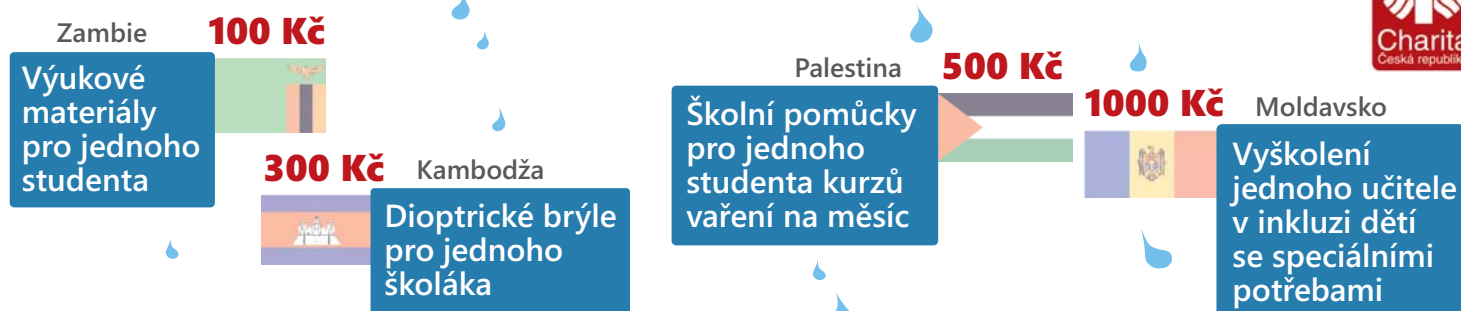 Zambie
100 Kč
Výukové
materiály
pro jednoho
studenta
300 Kč
Kambodža
Dioptrické brýle
pro jednoho
školáka
Palestina
500 Kč
Školní pomůcky
pro jednoho
studenta kurzů
vaření na měsíc
1000 Kč
Moldavsko
Vyškolení
jednoho učitele
v inkluzi dětí
se speciálními
potřebami
Charita
Česká republika